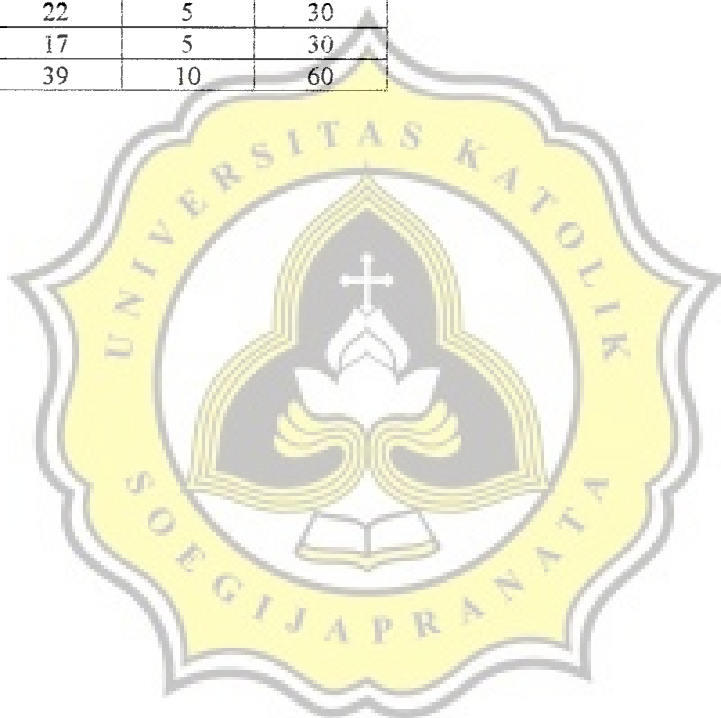 22 5 30
17 5 30
39 10 60
UNIVERSITAS KATOLIK
SOEGIJAPRANATA